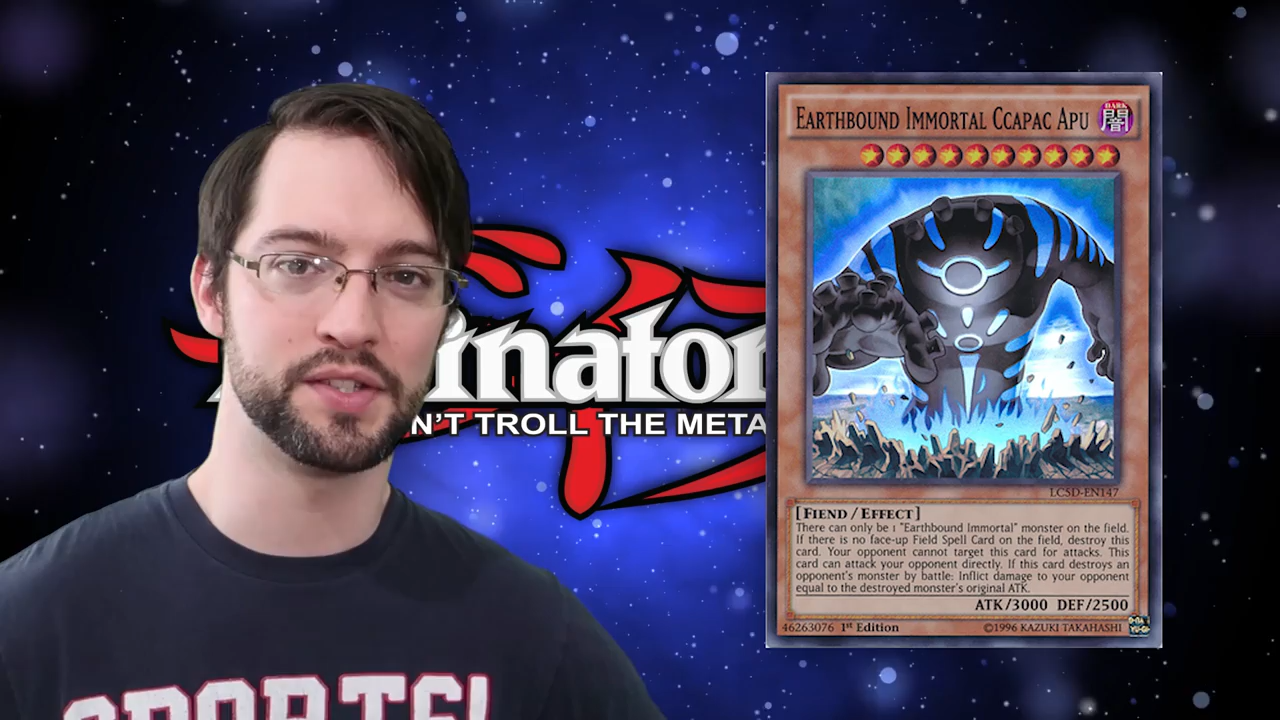 EARTHBOUND IMMORTAL CCAPAC APU
DARK
闇
inator
N'T TROLL THE META
LC5D-EN147
[FIEND / EFFECT]
There can only be 1 "Earthbound Immortal" monster on the field.
If there is no face-up Field Spell Card on the field, destroy this
card. Your opponent cannot target this card for attacks. This
card can attack your opponent directly. If this card destroys an
opponent's monster by battle: Inflict damage to your opponent
equal to the destroyed monster's original ATK.
ATK/3000 DEF/2500
46263076 1st Edition ©1996 KAZUKI TAKAHASHI
SPORTS!